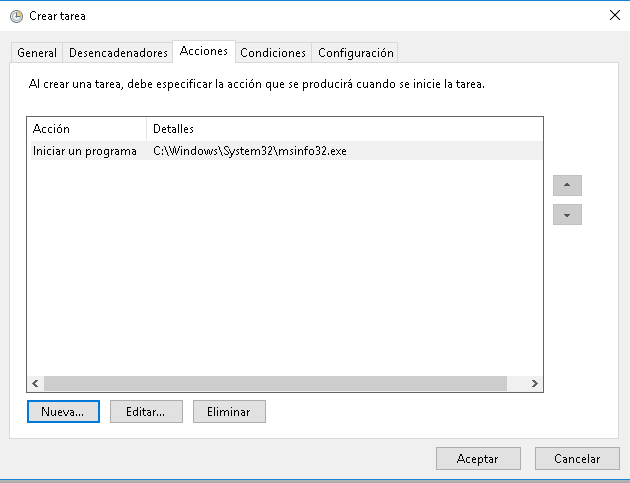 Crear tarea
General Desencadenadores Acciones Condiciones Configuración
Al crear una tarea, debe especificar la acción que se producirá cuando se inicie la tarea.
Acción Detalles
Iniciar un programa C:\Windows\System32\msinfo32.exe
Nueva... Editar... Eliminar
Aceptar Cancelar